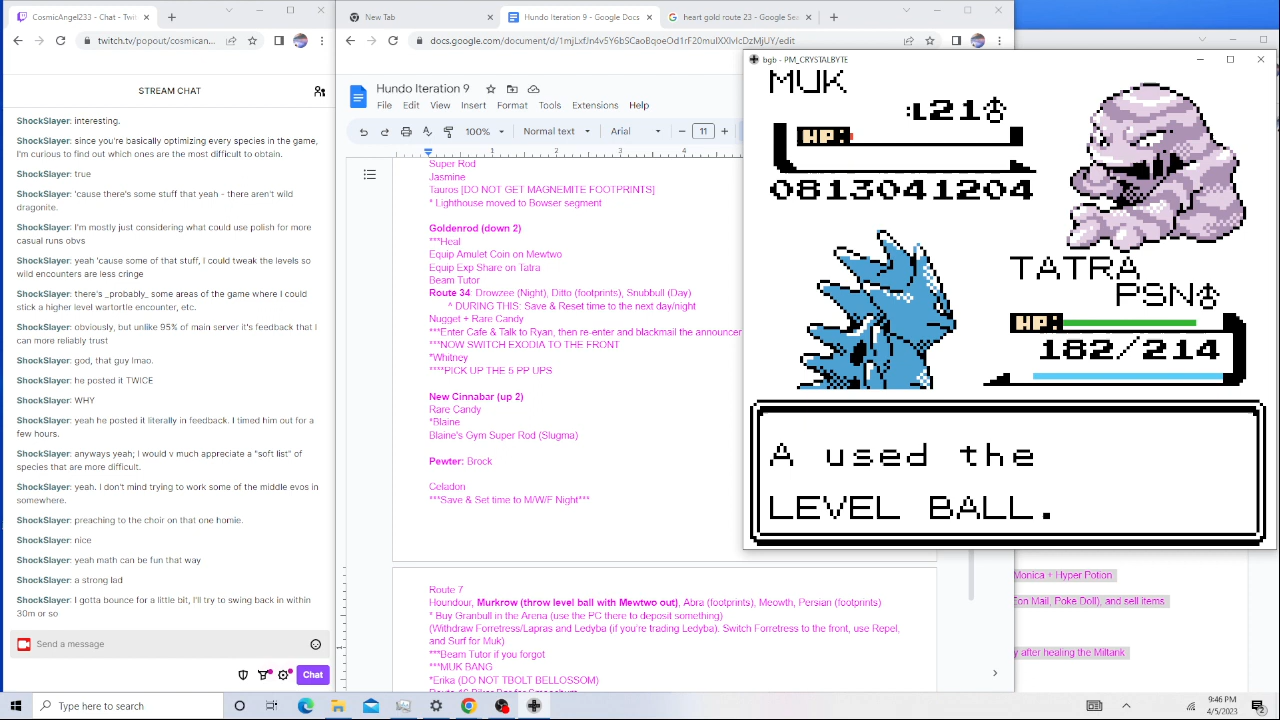 CosmicAngel233 - Chat - Twit
twitch.tv/popout/cosmican...
STREAM CHAT
ShockSlayer: interesting.
ShockSlayer: since you're basically optimizing every species in the game,
I'm curious to find out which ones are the most difficult to obtain.
ShockSlayer: true
ShockSlayer: 'cause there's some stuff that yeah - there aren't wild
dragonite.
ShockSlayer: I'm mostly just considering what could use polish for more
casual runs obvs
ShockSlayer: yeah 'cause some of that stuff, I could tweak the levels so
wild encounters are less cringe
ShockSlayer: there's _probably_ some areas of the game where I could
stick a higher level wartortle encounter, etc.
ShockSlayer: obviously, but unlike 95% of main server it's feedback that I
can more reliably trust
ShockSlayer: god, that guy lmao.
ShockSlayer: he posted it TWICE
ShockSlayer: WHY
ShockSlayer: yeah he posted it literally in feedback. I timed him out for a
few hours.
ShockSlayer: anyways yeah; I would v much appreciate a "soft list" of
species that are more difficult.
ShockSlayer: yeah. I don't mind trying to work some of the middle evos in
somewhere.
ShockSlayer: preaching to the choir on that one homie.
ShockSlayer: nice
ShockSlayer: yeah math can be fun that way
ShockSlayer: a strong lad
ShockSlayer: I gotta bounce for a little bit, I'll try to swing back in within
30m or so
Send a message
Chat
New Tab
Hundo Iteration 9 - Google Docs
heart gold route 23 - Google Sea
Hundo Iteration 9
File Edit View Insert Format Tools Extensions Help
100% Normal text Arial 11
1 2 3 4
Super Rod
Jasmine
Tauros [DO NOT GET MAGNEMITE FOOTPRINTS]
* Lighthouse moved to Bowser segment
Goldenrod (down 2)
***Heal
Equip Amulet Coin on Mewtwo
Equip Exp Share on Tatra
Beam Tutor
Route 34: Drowzee (Night), Ditto (footprints), Snubbull (Day)
^ DURING THIS: Save & Reset time to the next day/night
Nugget + Rare Candy
***Enter Cafe & Talk to Ryan, then re-enter and blackmail the announcer
***NOW SWITCH EXODIA TO THE FRONT
*Whitney
****PICK UP THE 5 PP UPS
New Cinnabar (up 2)
Rare Candy
*Blaine
Blaine's Gym Super Rod (Slugma)
Pewter: Brock
Celadon
***Save & Set time to M/W/F Night***
Route 7
Houndour, Murkrow (throw level ball with Mewtwo out), Abra (footprints), Meowth, Persian (footprints)
* Buy Granbull in the Arena (use the PC there to deposit something)
(Withdraw Forretress/Lapras and Ledyba (if you're trading Ledyba). Switch Forretress to the front, use Repel,
and Surf for Muk)
***Beam Tutor if you forgot
***MUK BANG
*Erika (DO NOT TBOLT BELLOSSOM)
Monica + Hyper Potion
Eon Mail, Poke Doll), and sell items
y after healing the Miltank
bgb - PM_CRYSTALBYTE
MUK
:L21♂
HP:
0813041204
TATRA
PSN♂
HP:
182/214
A used the
LEVEL BALL.
Type here to search
9:46 PM
4/5/2023
2